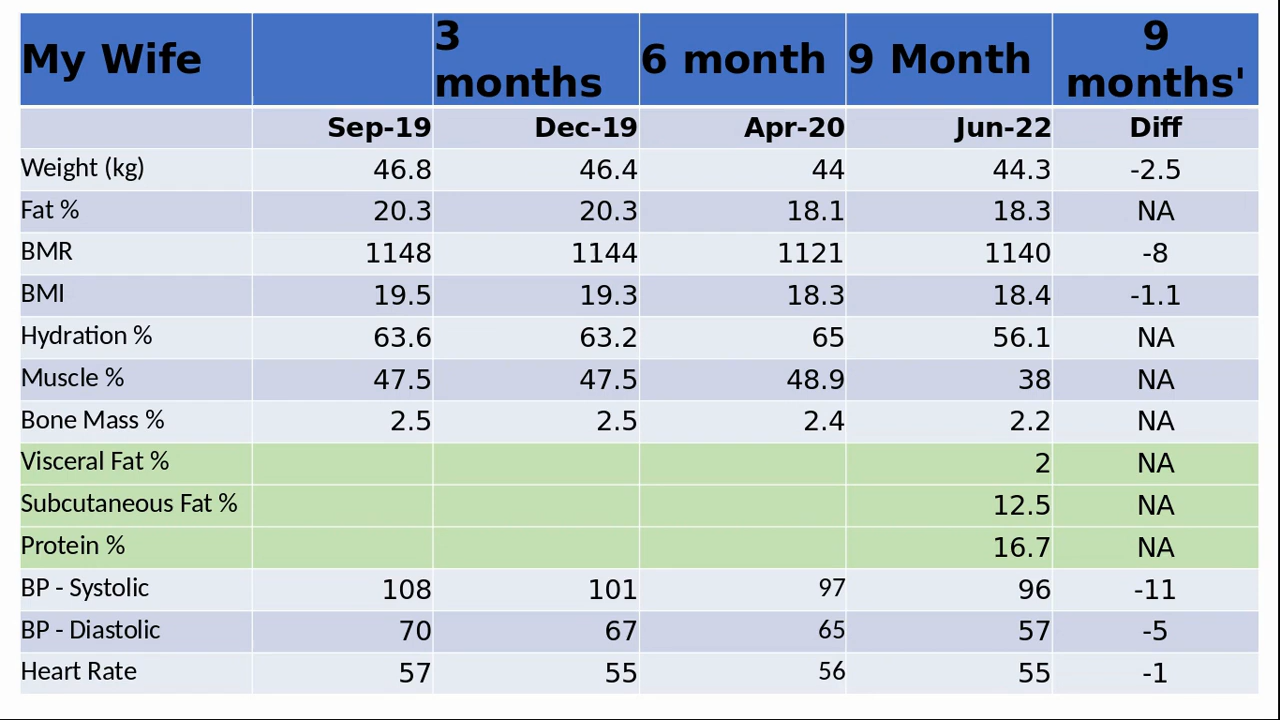 My Wife 3 months 6 month 9 Month 9 months'
Sep-19 Dec-19 Apr-20 Jun-22 Diff
Weight (kg) 46.8 46.4 44 44.3 -2.5
Fat % 20.3 20.3 18.1 18.3 NA
BMR 1148 1144 1121 1140 -8
BMI 19.5 19.3 18.3 18.4 -1.1
Hydration % 63.6 63.2 65 56.1 NA
Muscle % 47.5 47.5 48.9 38 NA
Bone Mass % 2.5 2.5 2.4 2.2 NA
Visceral Fat % 2 NA
Subcutaneous Fat % 12.5 NA
Protein % 16.7 NA
BP - Systolic 108 101 97 96 -11
BP - Diastolic 70 67 65 57 -5
Heart Rate 57 55 56 55 -1